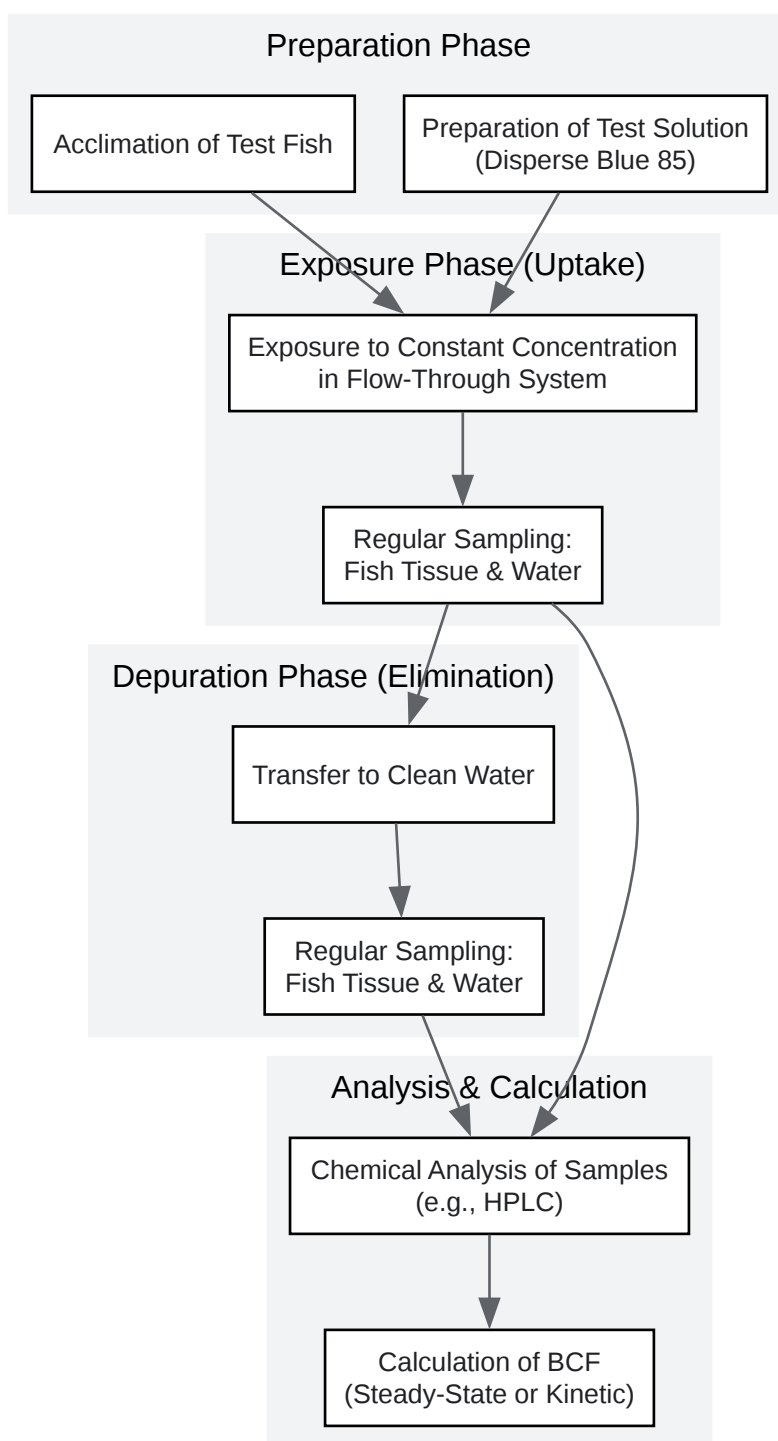 Preparation Phase
Acclimation of Test Fish
Preparation of Test Solution
(Disperse Blue 85)
Exposure Phase (Uptake)
Exposure to Constant Concentration
in Flow-Through System
Regular Sampling:
Fish Tissue & Water
Depuration Phase (Elimination)
Transfer to Clean Water
Regular Sampling:
Fish Tissue & Water
Analysis & Calculation
Chemical Analysis of Samples
(e.g., HPLC)
Calculation of BCF
(Steady-State or Kinetic)